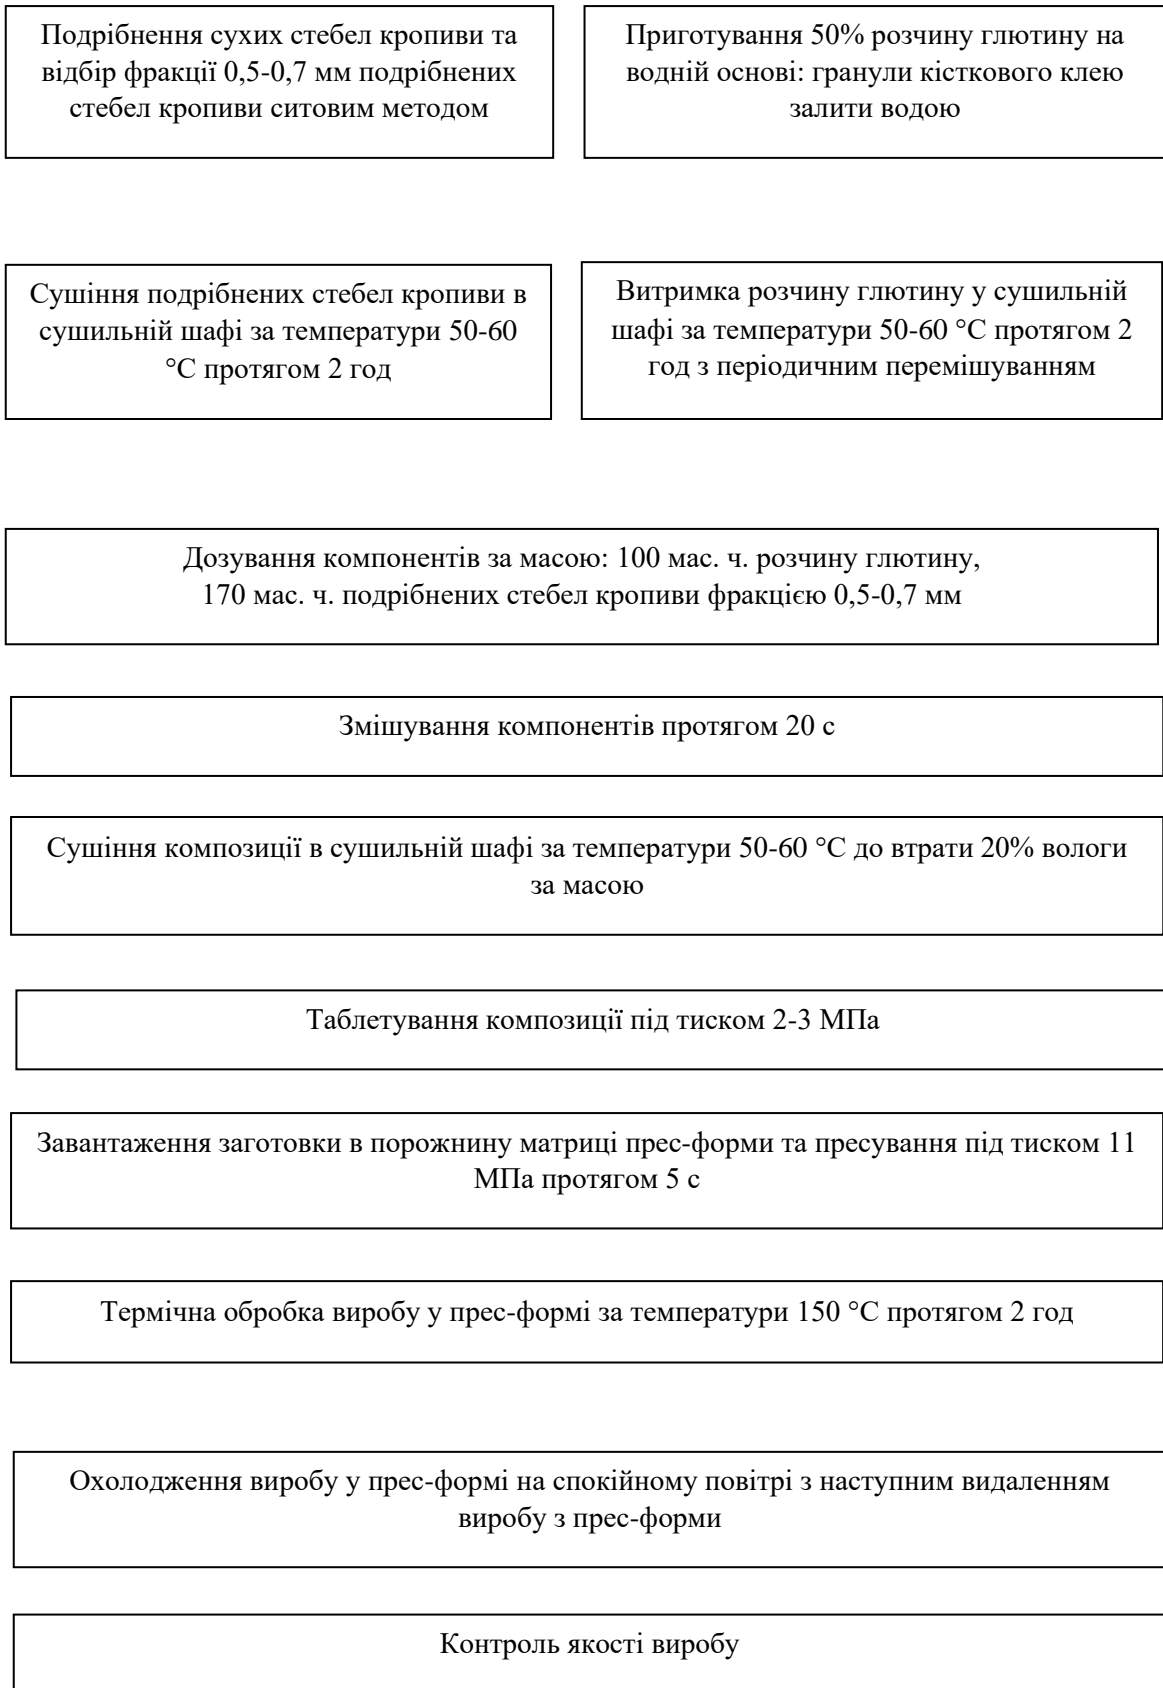 Подрібнення сухих стебел кропиви та
відбір фракції 0,5-0,7 мм подрібнених
стебел кропиви ситовим методом
Приготування 50% розчину глютину на
водній основі: гранули кісткового клею
залити водою
Сушіння подрібнених стебел кропиви в
сушильній шафі за температури 50-60
°С протягом 2 год
Витримка розчину глютину у сушильній
шафі за температури 50-60 °С протягом 2
год з періодичним перемішуванням
Дозування компонентів за масою: 100 мас. ч. розчину глютину,
170 мас. ч. подрібнених стебел кропиви фракцією 0,5-0,7 мм
Змішування компонентів протягом 20 с
Сушіння композиції в сушильній шафі за температури 50-60 °С до втрати 20% вологи
за масою
Таблетування композиції під тиском 2-3 МПа
Завантаження заготовки в порожнину матриці прес-форми та пресування під тиском 11
МПа протягом 5 с
Термічна обробка виробу у прес-формі за температури 150 °С протягом 2 год
Охолодження виробу у прес-формі на спокійному повітрі з наступним видаленням
виробу з прес-форми
Контроль якості виробу